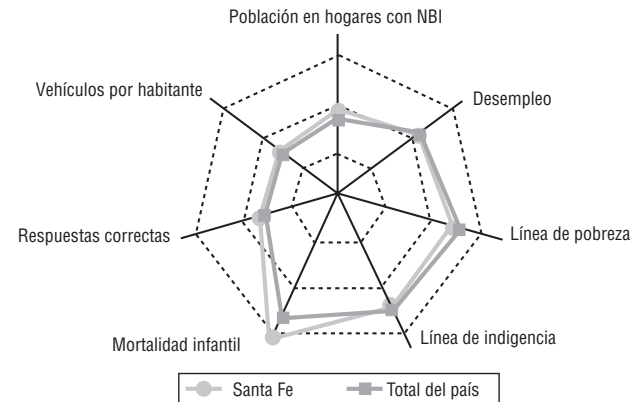 Población en hogares con NBI
Vehículos por habitante
Desempleo
Respuestas correctas
Línea de pobreza
Mortalidad infantil
Línea de indigencia
Santa Fe
Total del país